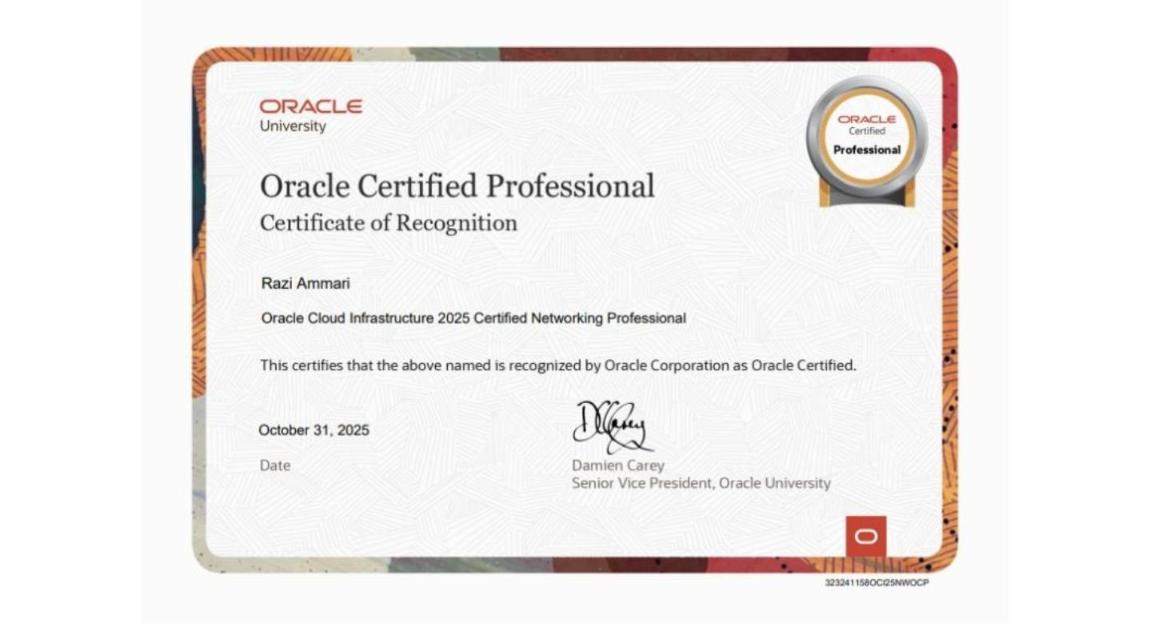 ORACLE
University
ORACLE
Certified
Professional
Oracle Certified Professional
Certificate of Recognition
Razi Ammari
Oracle Cloud Infrastructure 2025 Certified Networking Professional
This certifies that the above named is recognized by Oracle Corporation as Oracle Certified.
October 31, 2025
Date
Damien Carey
Senior Vice President, Oracle University
323241158OCI25NWOCP